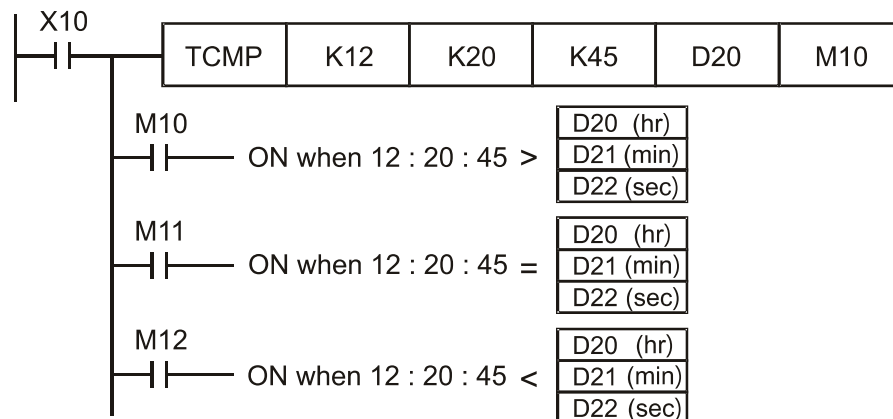 X10
TCMP K12 K20 K45 D20 M10
M10
ON when 12 : 20 : 45 >
D20 (hr)
D21 (min)
D22 (sec)
M11
ON when 12 : 20 : 45 =
D20 (hr)
D21 (min)
D22 (sec)
M12
ON when 12 : 20 : 45 <
D20 (hr)
D21 (min)
D22 (sec)